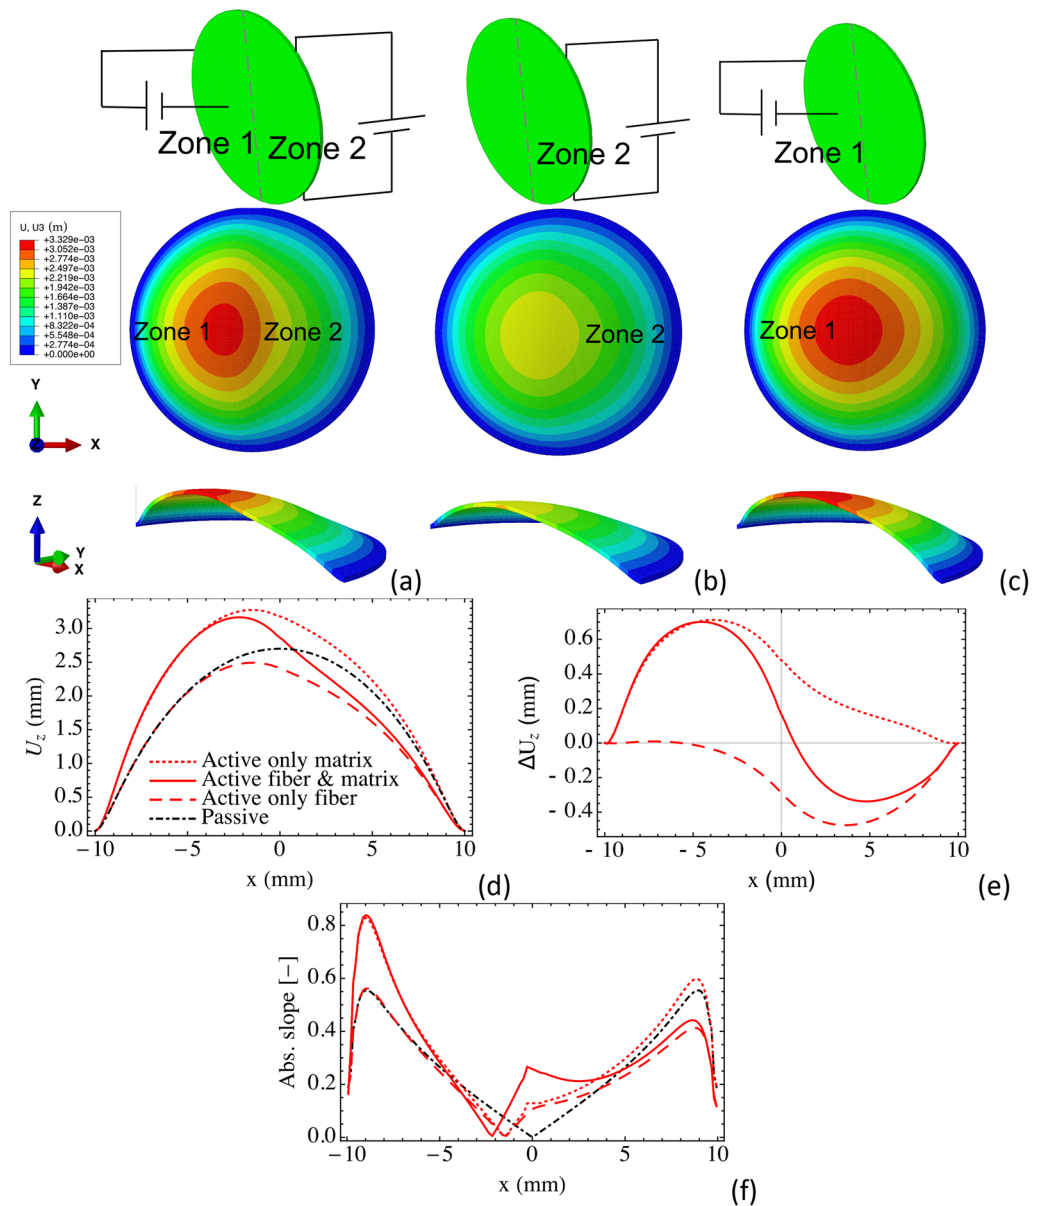 Zone 1
Zone 2
Zone 2
Zone 1
U, U3 (m)
+3.329e-03
+3.052e-03
+2.774e-03
+2.497e-03
+2.219e-03
+1.942e-03
+1.664e-03
+1.387e-03
+1.110e-03
+8.322e-04
+5.548e-04
+2.774e-04
+0.000e+00
Zone 1
Zone 2
Zone 2
Zone 1
Y
Z
X
Z
Y
X
(a)
(b)
(c)
3.0
2.5
2.0
1.5
1.0
0.5
0.0
Uz (mm)
Active only matrix
Active fiber & matrix
Active only fiber
Passive
−10
−5
0
5
10
x (mm)
(d)
0.6
0.4
0.2
0.0
- 0.2
- 0.4
ΔUz (mm)
- 10
- 5
0
5
10
x (mm)
(e)
0.8
0.6
0.4
0.2
0.0
Abs. slope [−]
−10
−5
0
5
10
x (mm)
(f)